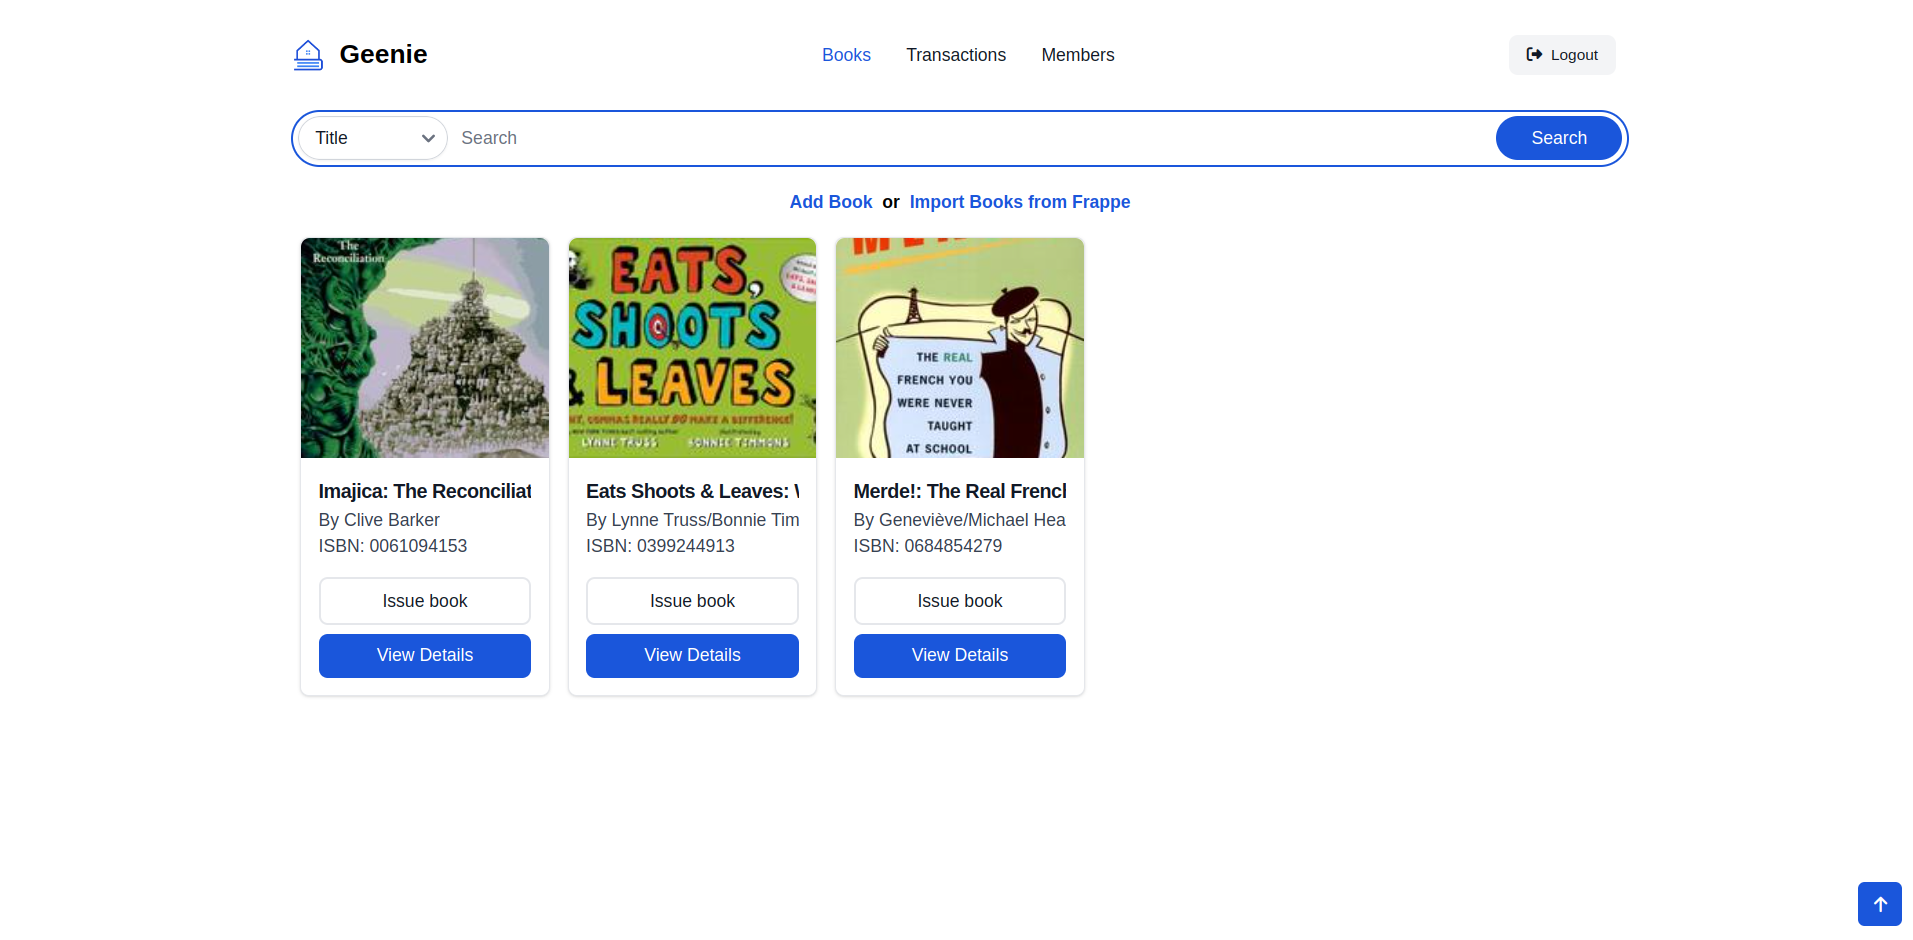 Geenie
Books
Transactions
Members
Logout
Title
Search
Search
Add Book or Import Books from Frappe
The
Reconciliation
EATS,
SHOOTS
& LEAVES
COMMAS REALLY DO MAKE A DIFFERENCE!
LYNNE TRUSS BONNIE TIMMONS
THE REAL
FRENCH YOU
WERE NEVER
TAUGHT
AT SCHOOL
Imajica: The Reconciliat
By Clive Barker
ISBN: 0061094153
Issue book
View Details
Eats Shoots & Leaves: W
By Lynne Truss/Bonnie Tim
ISBN: 0399244913
Issue book
View Details
Merde!: The Real Frencl
By Geneviève/Michael Hea
ISBN: 0684854279
Issue book
View Details